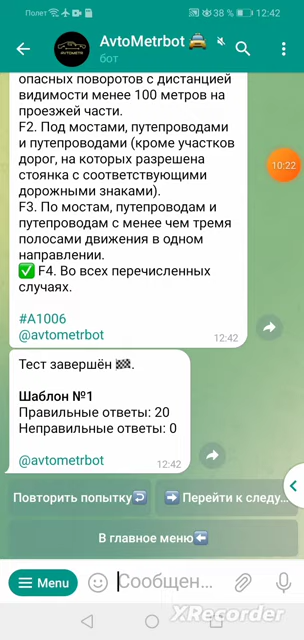 Полет
38 %
12:42
AvtoMetrbot 🚖
бот
опасных поворотов с дистанцией
видимости менее 100 метров на
проезжей части.
F2. Под мостами, путепроводами
и путепроводами (кроме участков
дорог, на которых разрешена
стоянка с соответствующими
дорожными знаками).
F3. По мостам, путепроводам и
путепроводам с менее чем тремя
полосами движения в одном
направлении.
✅ F4. Во всех перечисленных
случаях.
#A1006
@avtometrbot
12:42
10:22
Тест завершён 🏁.
Шаблон №1
Правильные ответы: 20
Неправильные ответы: 0
@avtometrbot
12:42
Повторить попытку↩️
➡️ Перейти к следу...
В главное меню⬅️
Menu
Сообщен...
XRecorder